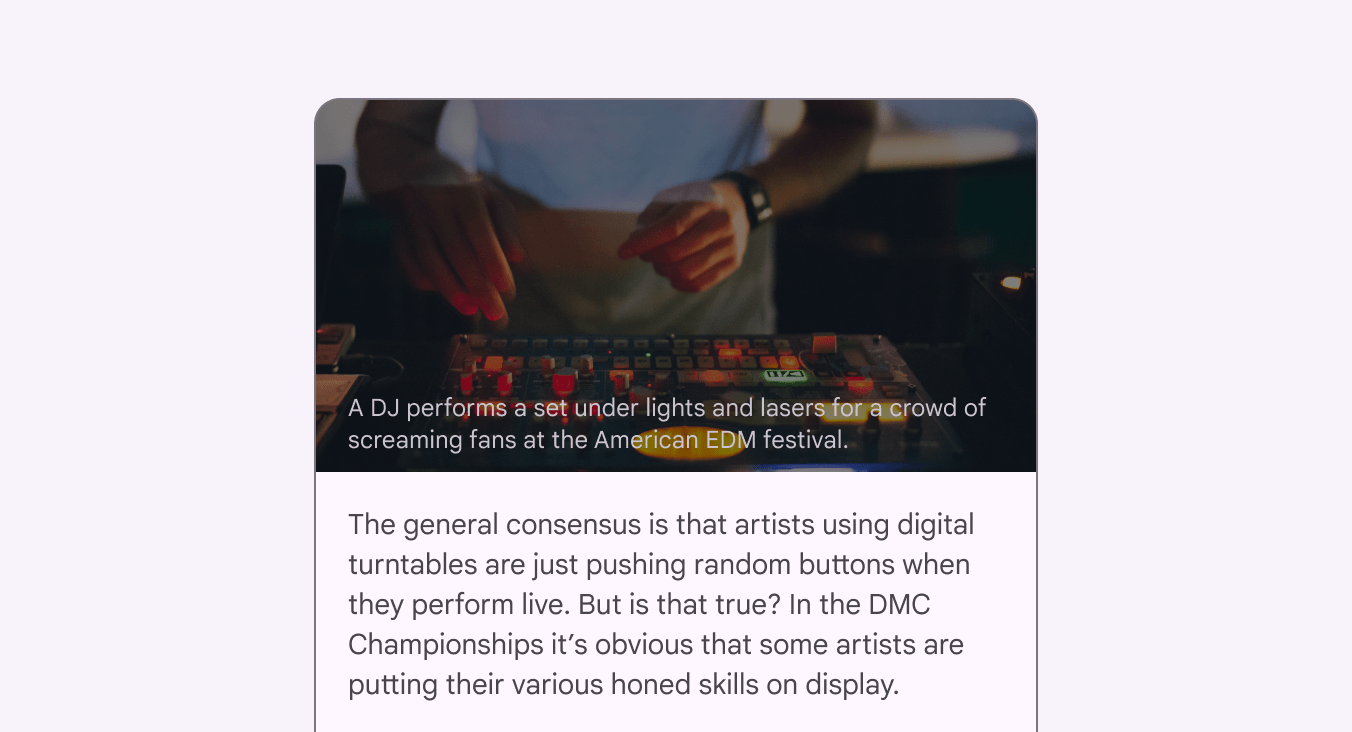 A DJ performs a set under lights and lasers for a crowd of
screaming fans at the American EDM festival.
The general consensus is that artists using digital
turntables are just pushing random buttons when
they perform live. But is that true? In the DMC
Championships it’s obvious that some artists are
putting their various honed skills on display.